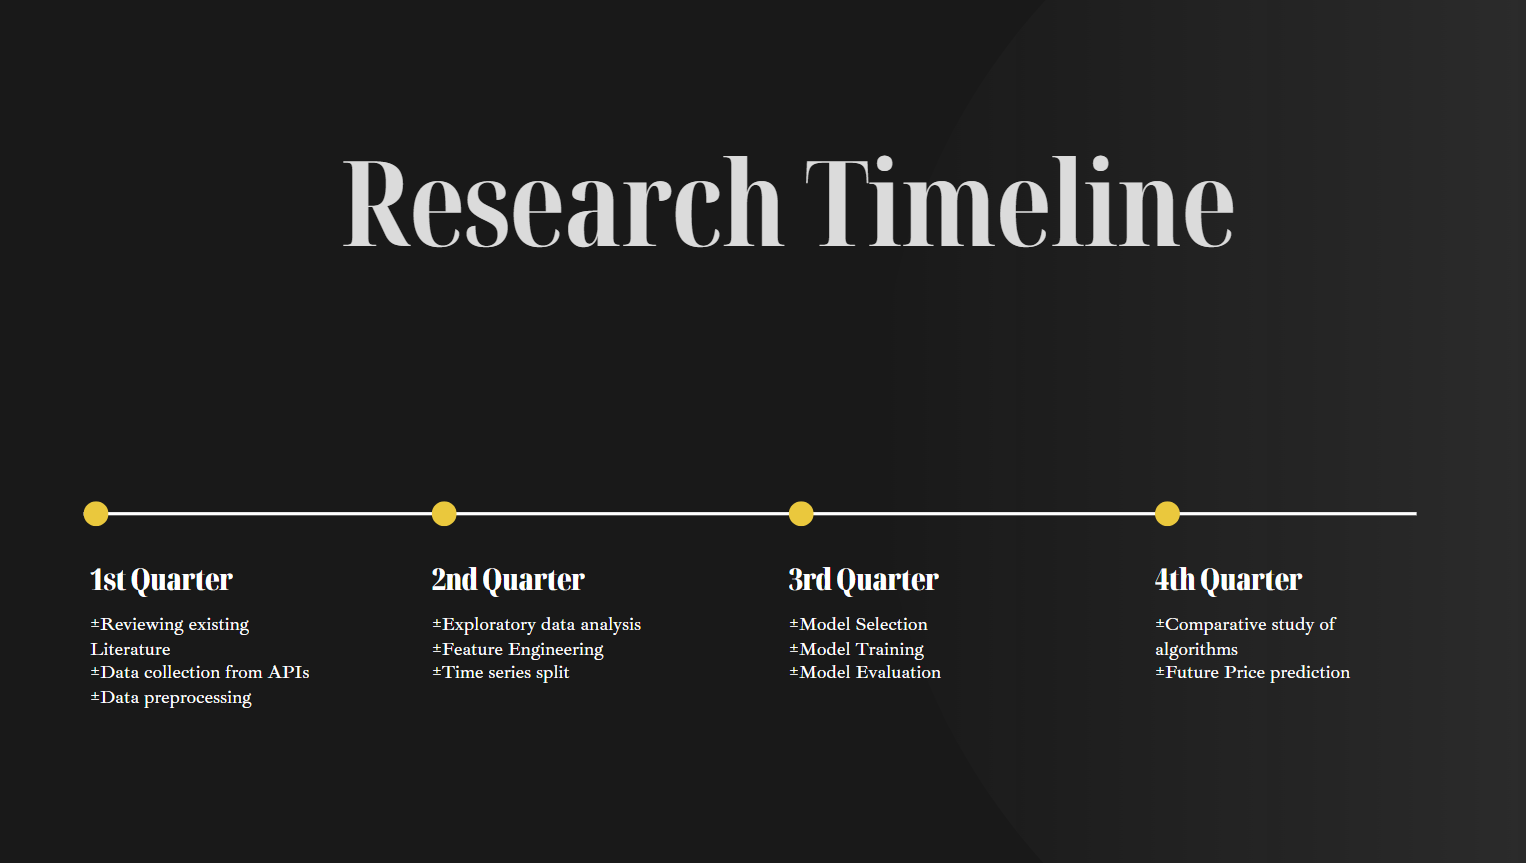 Research Timeline
1st Quarter
±Reviewing existing
Literature
±Data collection from APIs
±Data preprocessing
2nd Quarter
±Exploratory data analysis
±Feature Engineering
±Time series split
3rd Quarter
±Model Selection
±Model Training
±Model Evaluation
4th Quarter
±Comparative study of
algorithms
±Future Price prediction